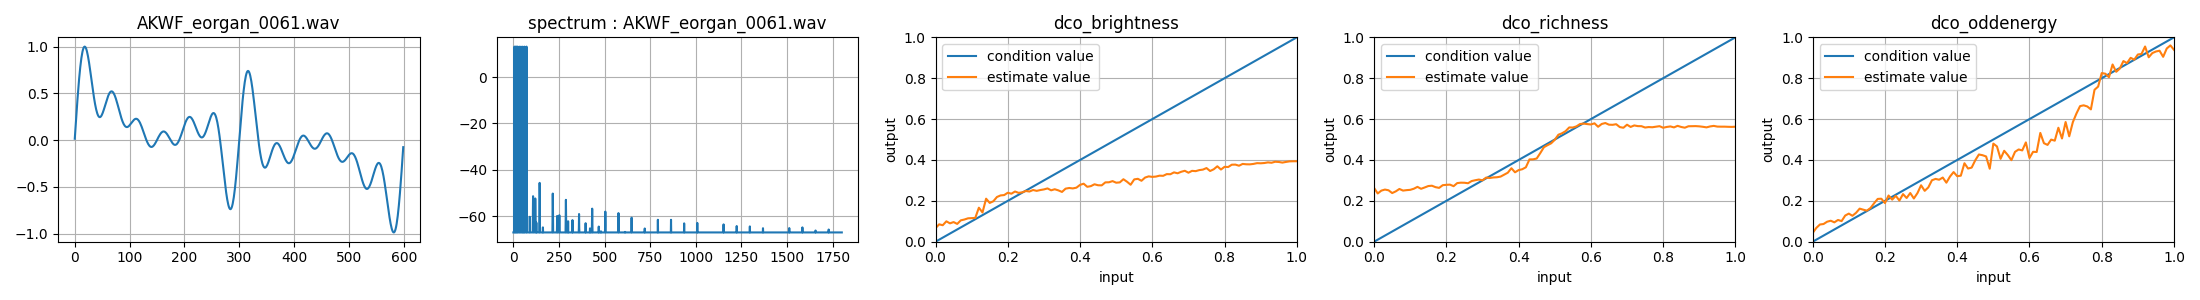 AKWF_eorgan_0061.wav
1.0
0.5
0.0
−0.5
−1.0
0 100 200 300 400 500 600
spectrum : AKWF_eorgan_0061.wav
0
−20
−40
−60
0 250 500 750 1000 1250 1500 1750
dco_brightness
condition value
estimate value
output
1.0
0.8
0.6
0.4
0.2
0.0
0.0 0.2 0.4 0.6 0.8 1.0
input
dco_richness
condition value
estimate value
output
1.0
0.8
0.6
0.4
0.2
0.0
0.0 0.2 0.4 0.6 0.8 1.0
input
dco_oddenergy
condition value
estimate value
output
1.0
0.8
0.6
0.4
0.2
0.0
0.0 0.2 0.4 0.6 0.8 1.0
input